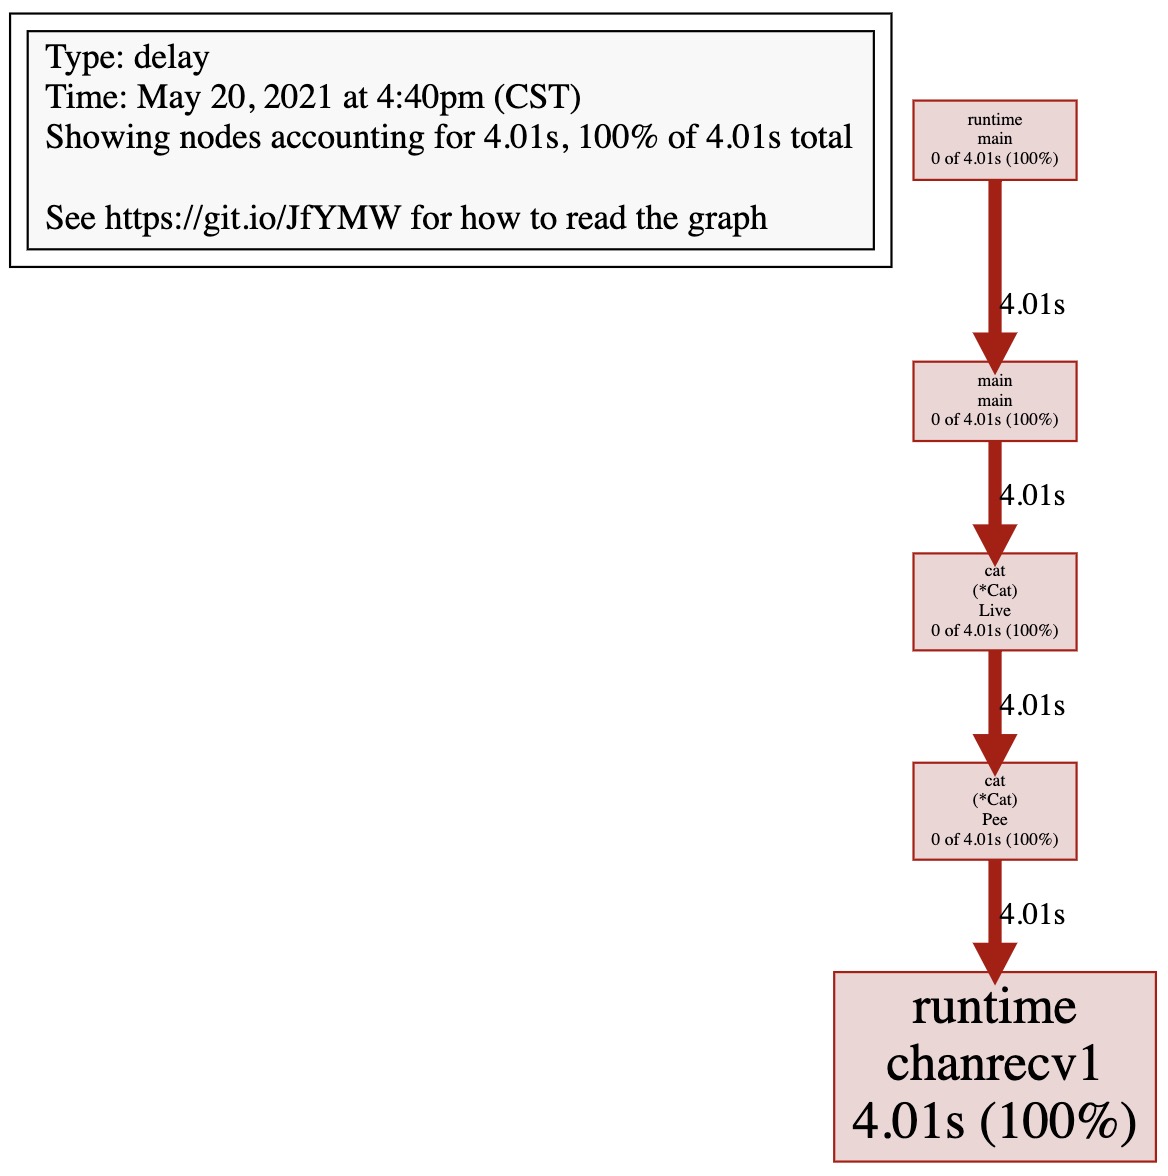 Type: delay
Time: May 20, 2021 at 4:40pm (CST)
Showing nodes accounting for 4.01s, 100% of 4.01s total
See https://git.io/JfYMW for how to read the graph
runtime
main
0 of 4.01s (100%)
4.01s
main
main
0 of 4.01s (100%)
4.01s
cat
(*Cat)
Live
0 of 4.01s (100%)
4.01s
cat
(*Cat)
Pee
0 of 4.01s (100%)
4.01s
runtime
chanrecv1
4.01s (100%)